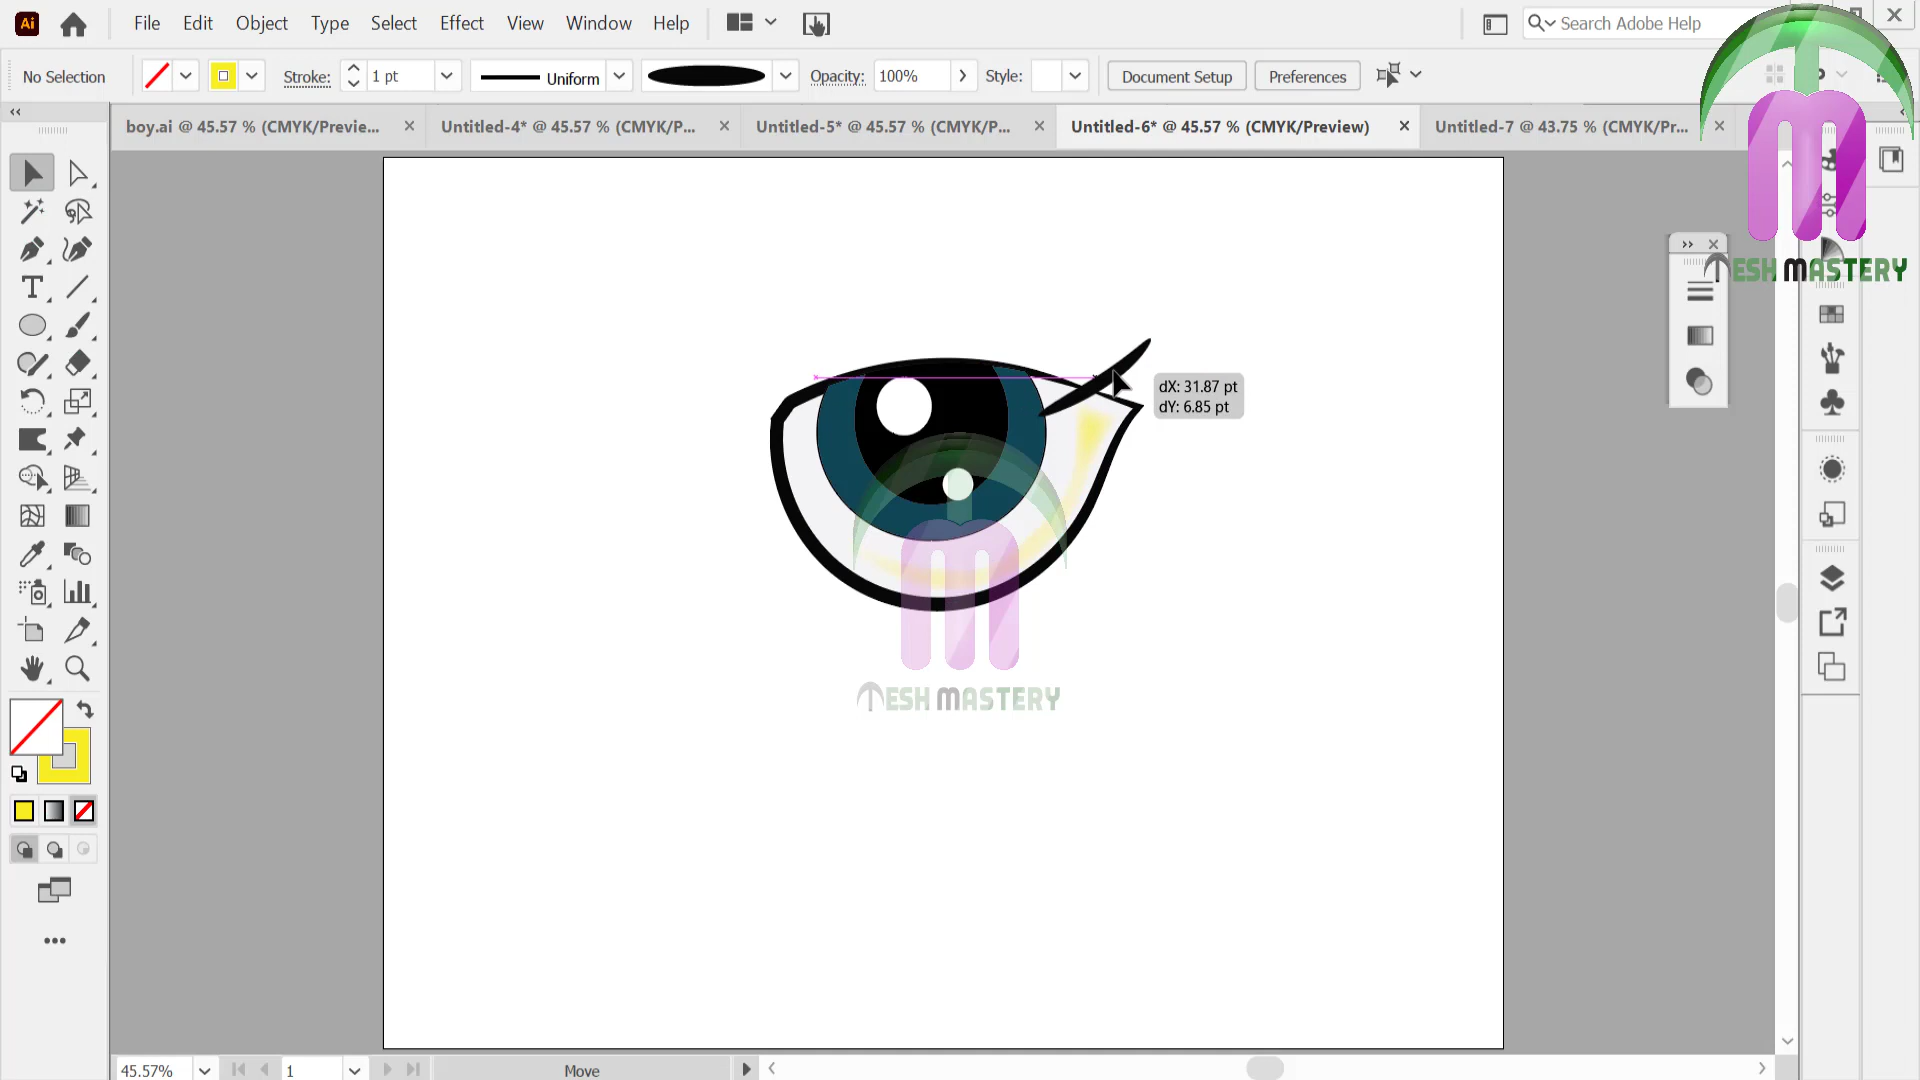 Ai File Edit Object Type Select Effect View Window Help Search Adobe Help
No Selection Stroke: 1 pt Uniform Opacity: 100% Style: Document Setup Preferences
boy.ai @ 45.57 % (CMYK/Previe... Untitled-4* @ 45.57 % (CMYK/P... Untitled-5* @ 45.57 % (CMYK/P... Untitled-6* @ 45.57 % (CMYK/Preview) Untitled-7 @ 43.75 % (CMYK/Pr...
TESH MASTERY
dX: 31.87 pt
dY: 6.85 pt
TESH MASTERY
45.57% 1 Move